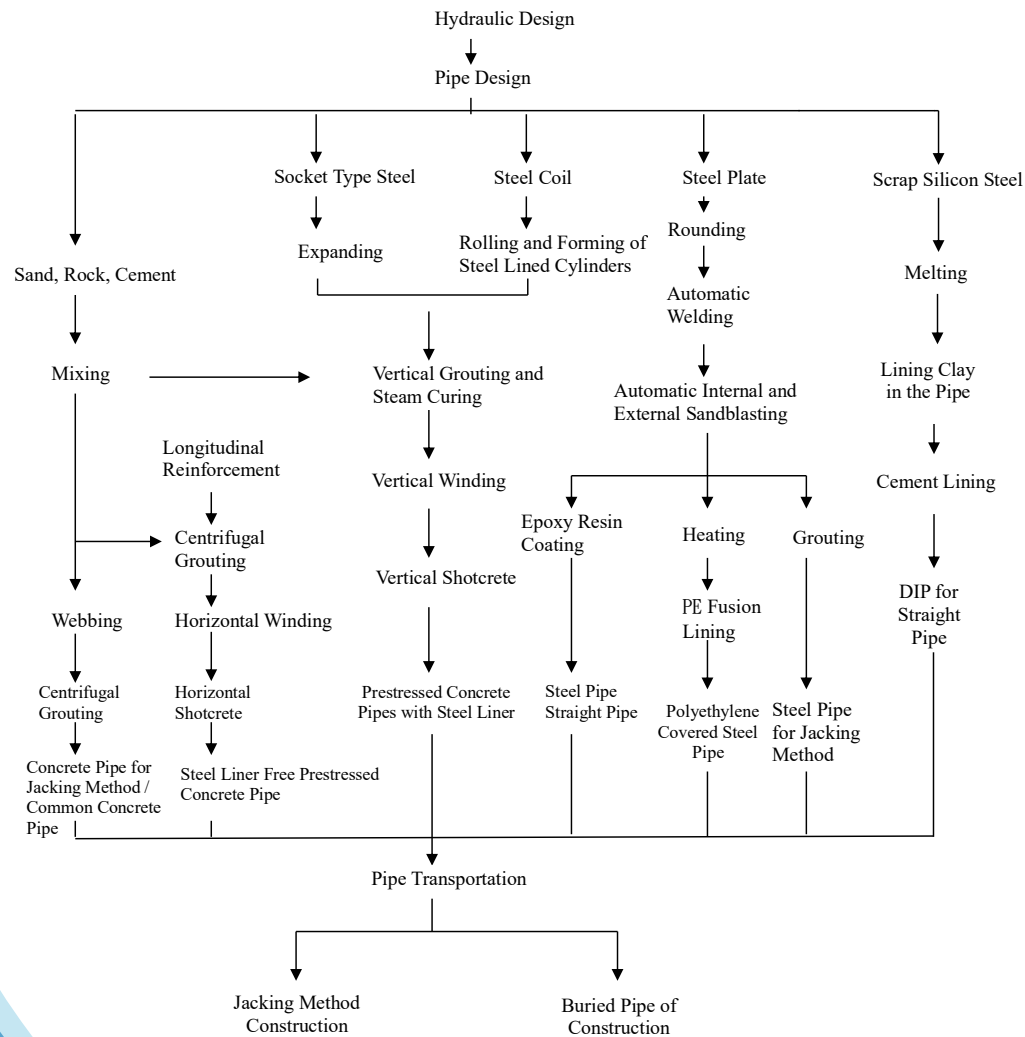 Hydraulic Design
Pipe Design
Socket Type Steel
Steel Coil
Steel Plate
Scrap Silicon Steel
Rounding
Expanding
Rolling and Forming of
Steel Lined Cylinders
Sand, Rock, Cement
Melting
Automatic
Welding
Mixing
Vertical Grouting and
Steam Curing
Automatic Internal and
External Sandblasting
Lining Clay
in the Pipe
Longitudinal
Reinforcement
Vertical Winding
Cement Lining
Epoxy Resin
Coating
Heating
Grouting
Centrifugal
Grouting
Vertical Shotcrete
DIP for
Straight
Pipe
Webbing
Horizontal Winding
PE Fusion
Lining
Centrifugal
Grouting
Horizontal
Shotcrete
Prestressed Concrete
Pipes with Steel Liner
Steel Pipe
Straight Pipe
Polyethylene
Covered Steel
Pipe
Steel Pipe
for Jacking
Method
Concrete Pipe for
Jacking Method /
Common Concrete
Pipe
Steel Liner Free Prestressed
Concrete Pipe
Pipe Transportation
Jacking Method
Construction
Buried Pipe of
Construction